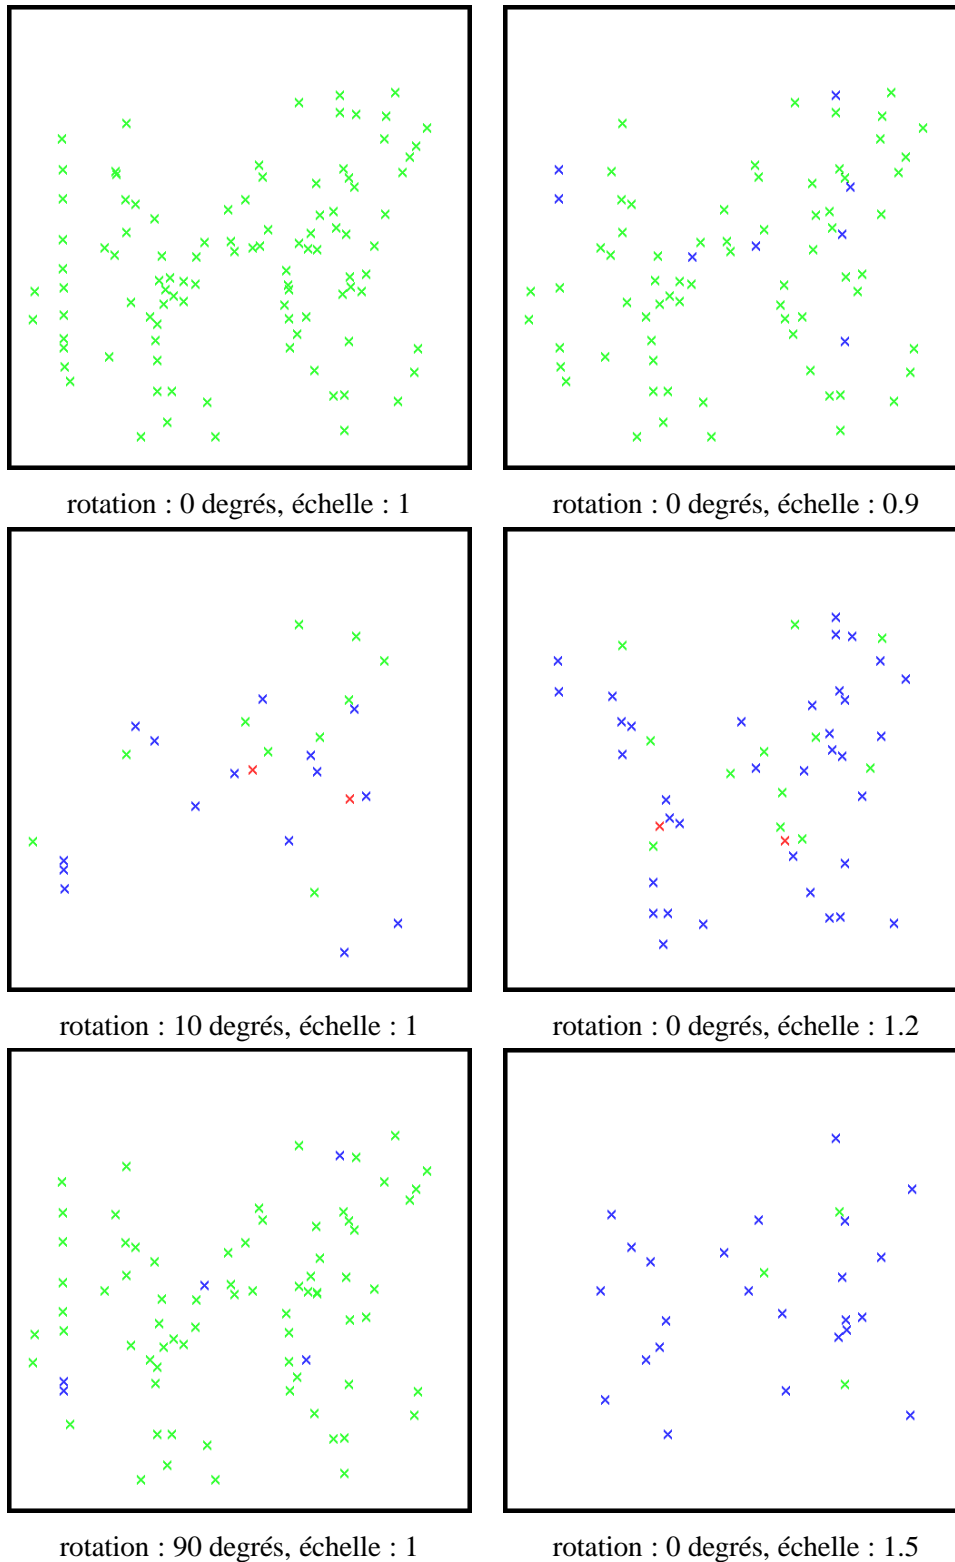 rotation : 0 degrés, échelle : 1
rotation : 0 degrés, échelle : 0.9
rotation : 10 degrés, échelle : 1
rotation : 0 degrés, échelle : 1.2
rotation : 90 degrés, échelle : 1
rotation : 0 degrés, échelle : 1.5